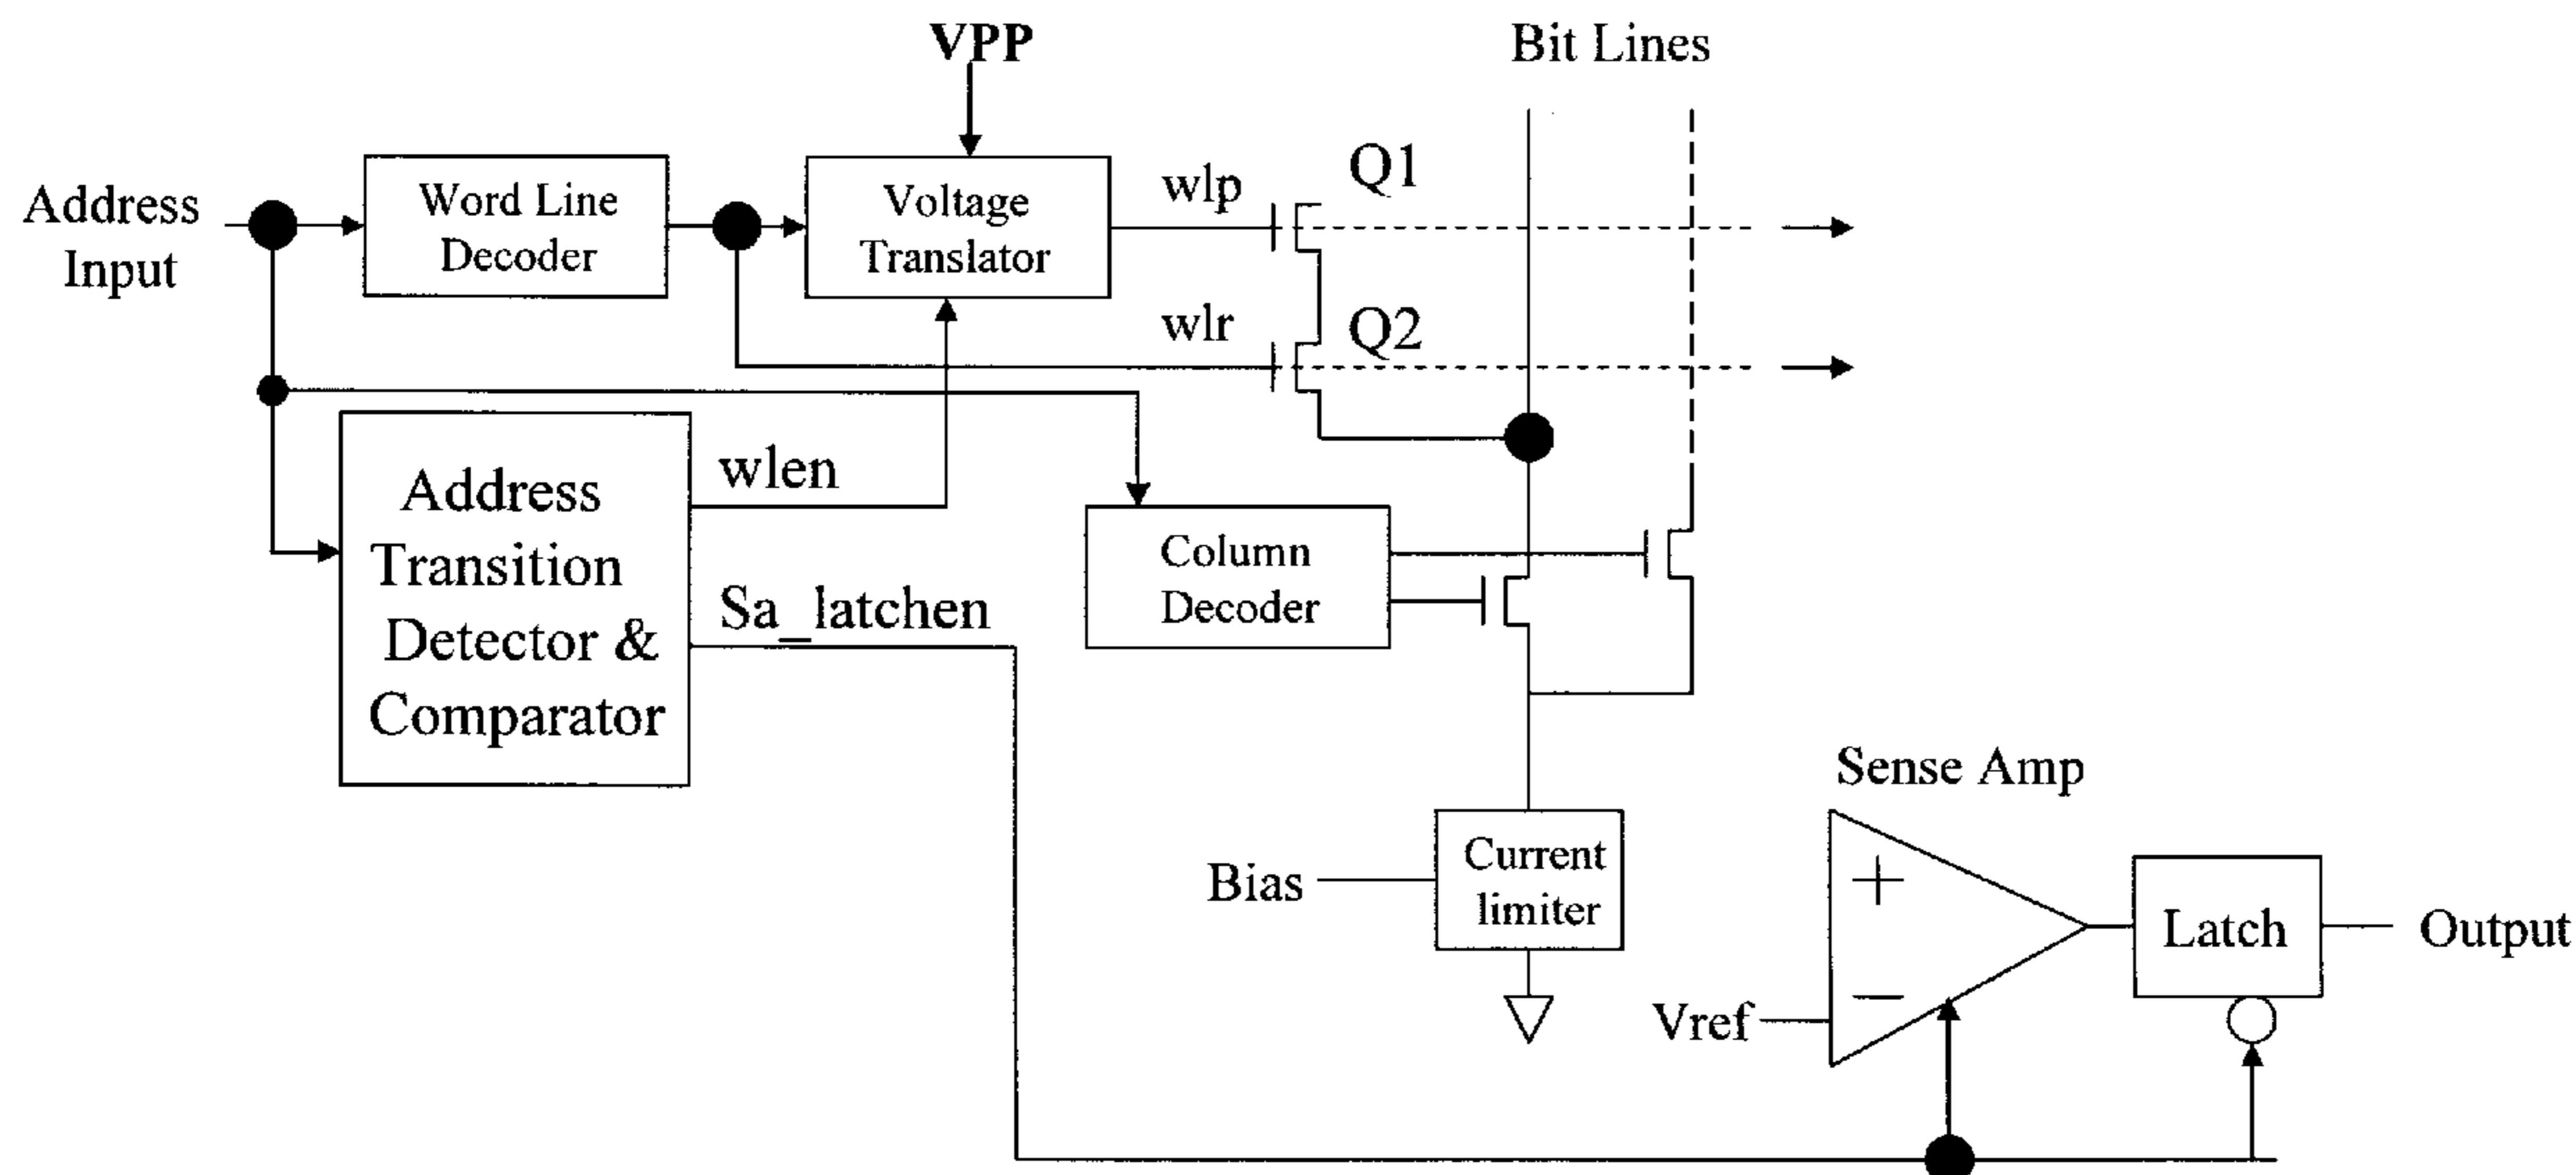 VPP
Bit Lines
Address
Input
Word Line
Decoder
Voltage
Translator
wlp
Q1
wlr
Q2
Address
Transition
Detector &
Comparator
wlen
Sa_latchen
Column
Decoder
Bias
Current
limiter
Sense Amp
+
−
Vref
Latch
Output